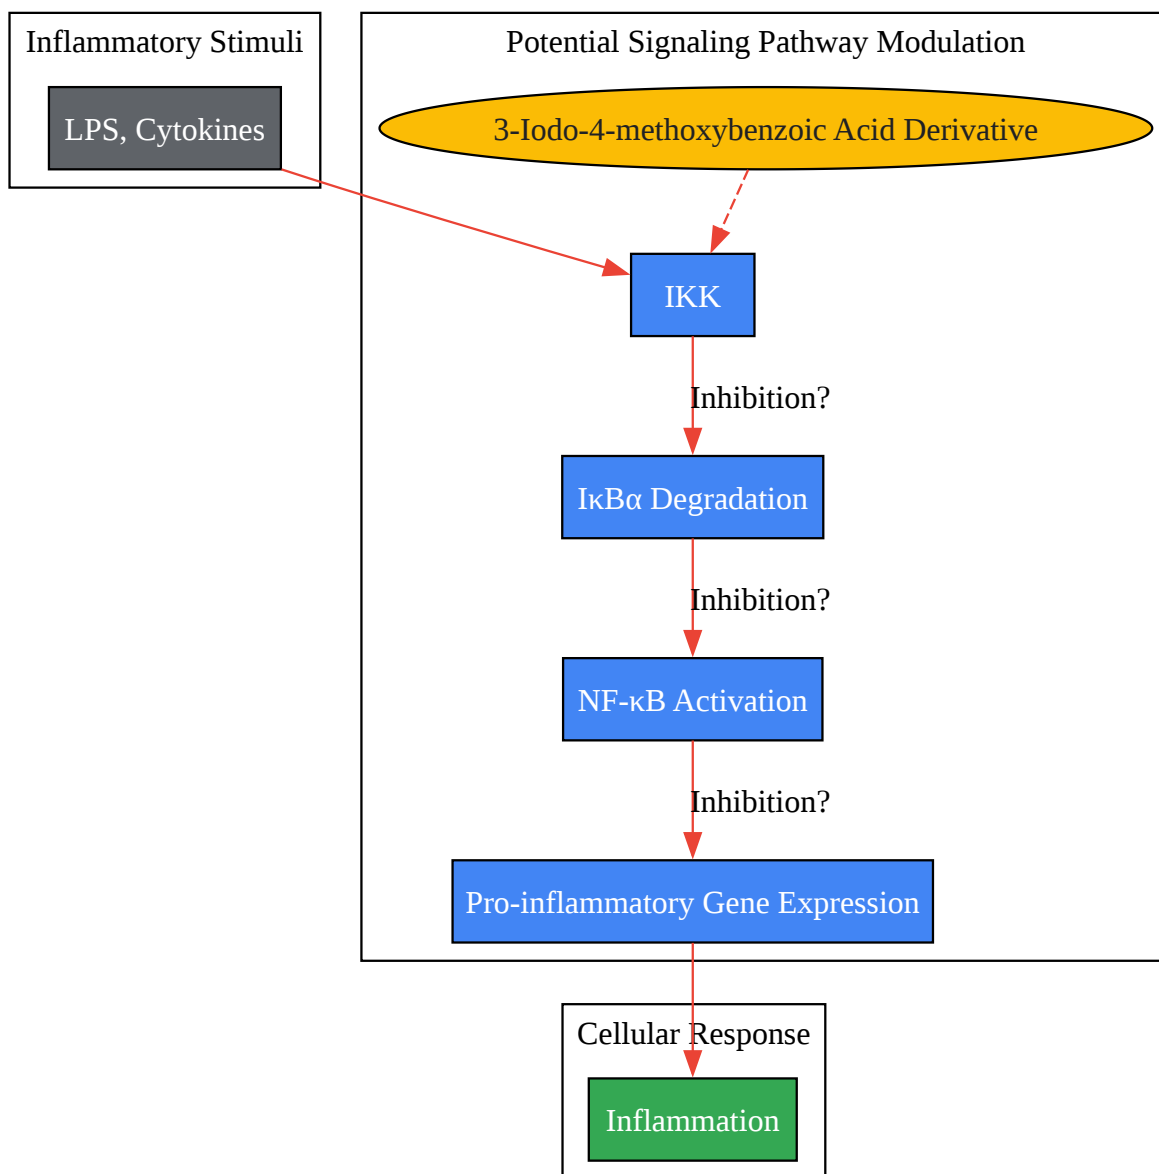 Inflammatory Stimuli
LPS, Cytokines
Potential Signaling Pathway Modulation
3-Iodo-4-methoxybenzoic Acid Derivative
IKK
Inhibition?
IκBα Degradation
Inhibition?
NF-κB Activation
Inhibition?
Pro-inflammatory Gene Expression
Cellular Response
Inflammation